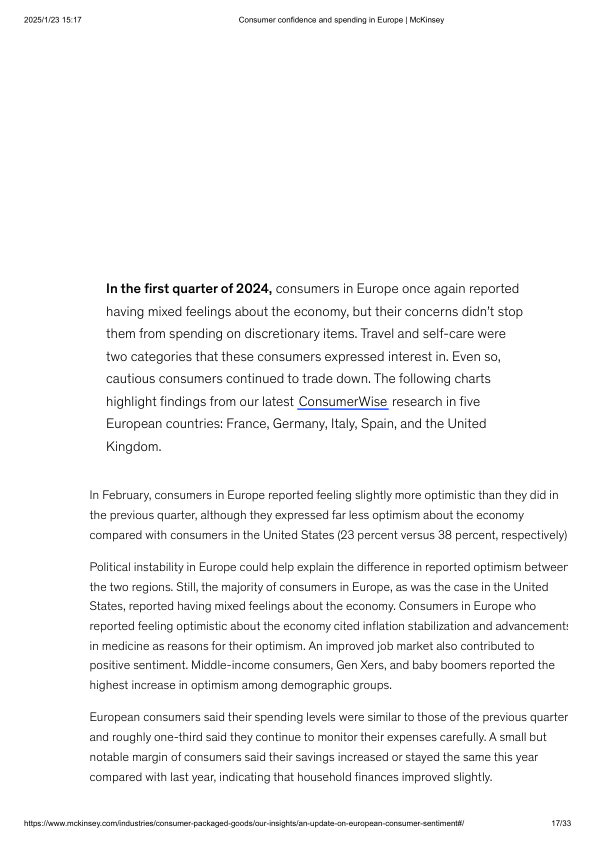 2025/1/23 15:17 Consumer confidence and spending in Europe | McKinsey
In the first quarter of 2024, consumers in Europe once again reported
having mixed feelings about the economy, but their concerns didn't stop
them from spending on discretionary items. Travel and self-care were
two categories that these consumers expressed interest in. Even so,
cautious consumers continued to trade down. The following charts
highlight findings from our latest ConsumerWise research in five
European countries: France, Germany, Italy, Spain, and the United
Kingdom.
In February, consumers in Europe reported feeling slightly more optimistic than they did in
the previous quarter, although they expressed far less optimism about the economy
compared with consumers in the United States (23 percent versus 38 percent, respectively)
Political instability in Europe could help explain the difference in reported optimism between
the two regions. Still, the majority of consumers in Europe, as was the case in the United
States, reported having mixed feelings about the economy. Consumers in Europe who
reported feeling optimistic about the economy cited inflation stabilization and advancements
in medicine as reasons for their optimism. An improved job market also contributed to
positive sentiment. Middle-income consumers, Gen Xers, and baby boomers reported the
highest increase in optimism among demographic groups.
European consumers said their spending levels were similar to those of the previous quarter
and roughly one-third said they continue to monitor their expenses carefully. A small but
notable margin of consumers said their savings increased or stayed the same this year
compared with last year, indicating that household finances improved slightly.
https://www.mckinsey.com/industries/consumer-packaged-goods/our-insights/an-update-on-european-consumer-sentiment#/ 17/33